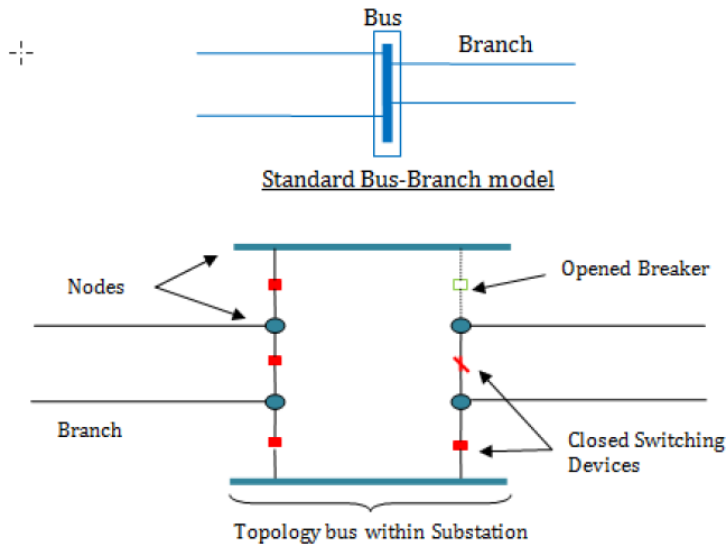 Bus
Branch
Standard Bus-Branch model
Nodes
Opened Breaker
Branch
Closed Switching
Devices
Topology bus within Substation